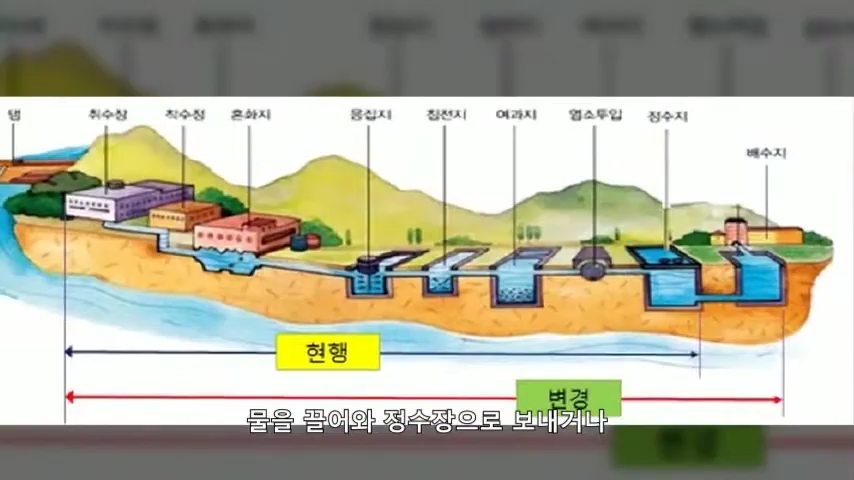 댐
취수장
착수정
혼화지
응집지
침전지
여과지
염소투입
정수지
배수지
현행
변경
물을 끌어와 정수장으로 보내거나